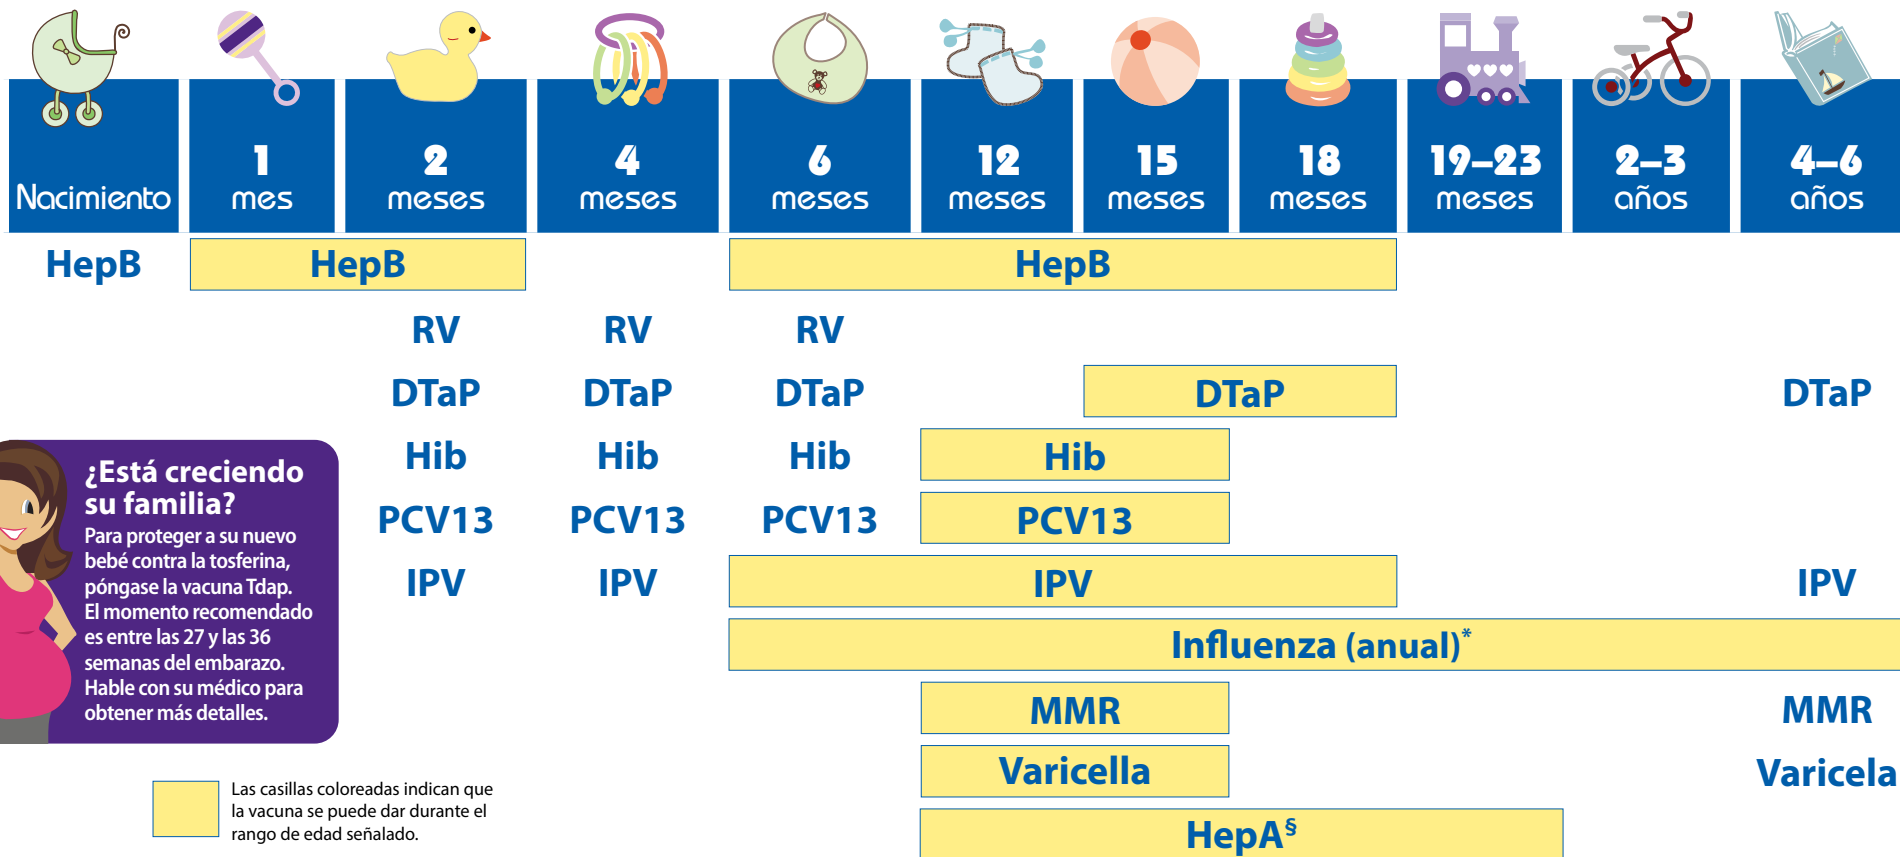 Nacimiento
1
mes
2
meses
4
meses
6
meses
12
meses
15
meses
18
meses
19–23
meses
2–3
años
4–6
años
HepB HepB HepB
RV RV RV
DTaP DTaP DTaP DTaP DTaP
Hib Hib Hib Hib
PCV13 PCV13 PCV13 PCV13
IPV IPV IPV IPV
Influenza (anual)*
MMR MMR
Varicella Varicela
HepA§
¿Está creciendo
su familia?
Para proteger a su nuevo
bebé contra la tosferina,
póngase la vacuna Tdap.
El momento recomendado
es entre las 27 y las 36
semanas del embarazo.
Hable con su médico para
obtener más detalles.
Las casillas coloreadas indican que
la vacuna se puede dar durante el
rango de edad señalado.